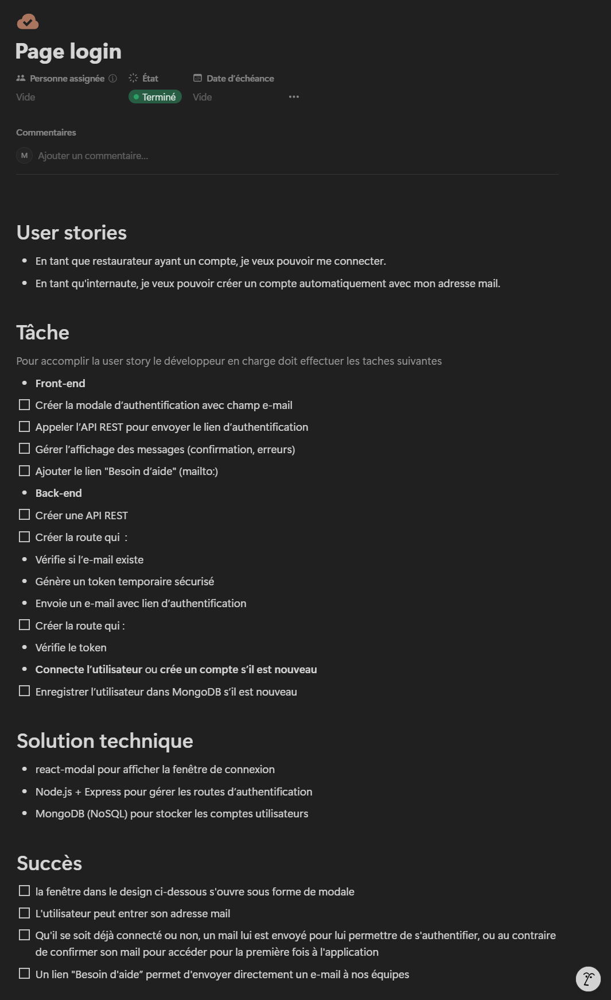 Page login
Personne assignée État Date d’échéance
Vide Terminé Vide
Commentaires
M Ajouter un commentaire...
User stories
• En tant que restaurateur ayant un compte, je veux pouvoir me connecter.
• En tant qu'internaute, je veux pouvoir créer un compte automatiquement avec mon adresse mail.
Tâche
Pour accomplir la user story le développeur en charge doit effectuer les taches suivantes
• Front-end
Créer la modale d’authentification avec champ e-mail
Appeler l’API REST pour envoyer le lien d’authentification
Gérer l’affichage des messages (confirmation, erreurs)
Ajouter le lien "Besoin d’aide" (mailto:)
• Back-end
Créer une API REST
Créer la route qui :
• Vérifie si l’e-mail existe
• Génère un token temporaire sécurisé
• Envoie un e-mail avec lien d’authentification
Créer la route qui :
• Vérifie le token
• Connecte l’utilisateur ou crée un compte s’il est nouveau
Enregistrer l’utilisateur dans MongoDB s’il est nouveau
Solution technique
• react-modal pour afficher la fenêtre de connexion
• Node.js + Express pour gérer les routes d’authentification
• MongoDB (NoSQL) pour stocker les comptes utilisateurs
Succès
la fenêtre dans le design ci-dessous s'ouvre sous forme de modale
L'utilisateur peut entrer son adresse mail
Qu'il se soit déjà connecté ou non, un mail lui est envoyé pour lui permettre de s'authentifier, ou au contraire
de confirmer son mail pour accéder pour la première fois à l'application
Un lien "Besoin d'aide” permet d'envoyer directement un e-mail à nos équipes